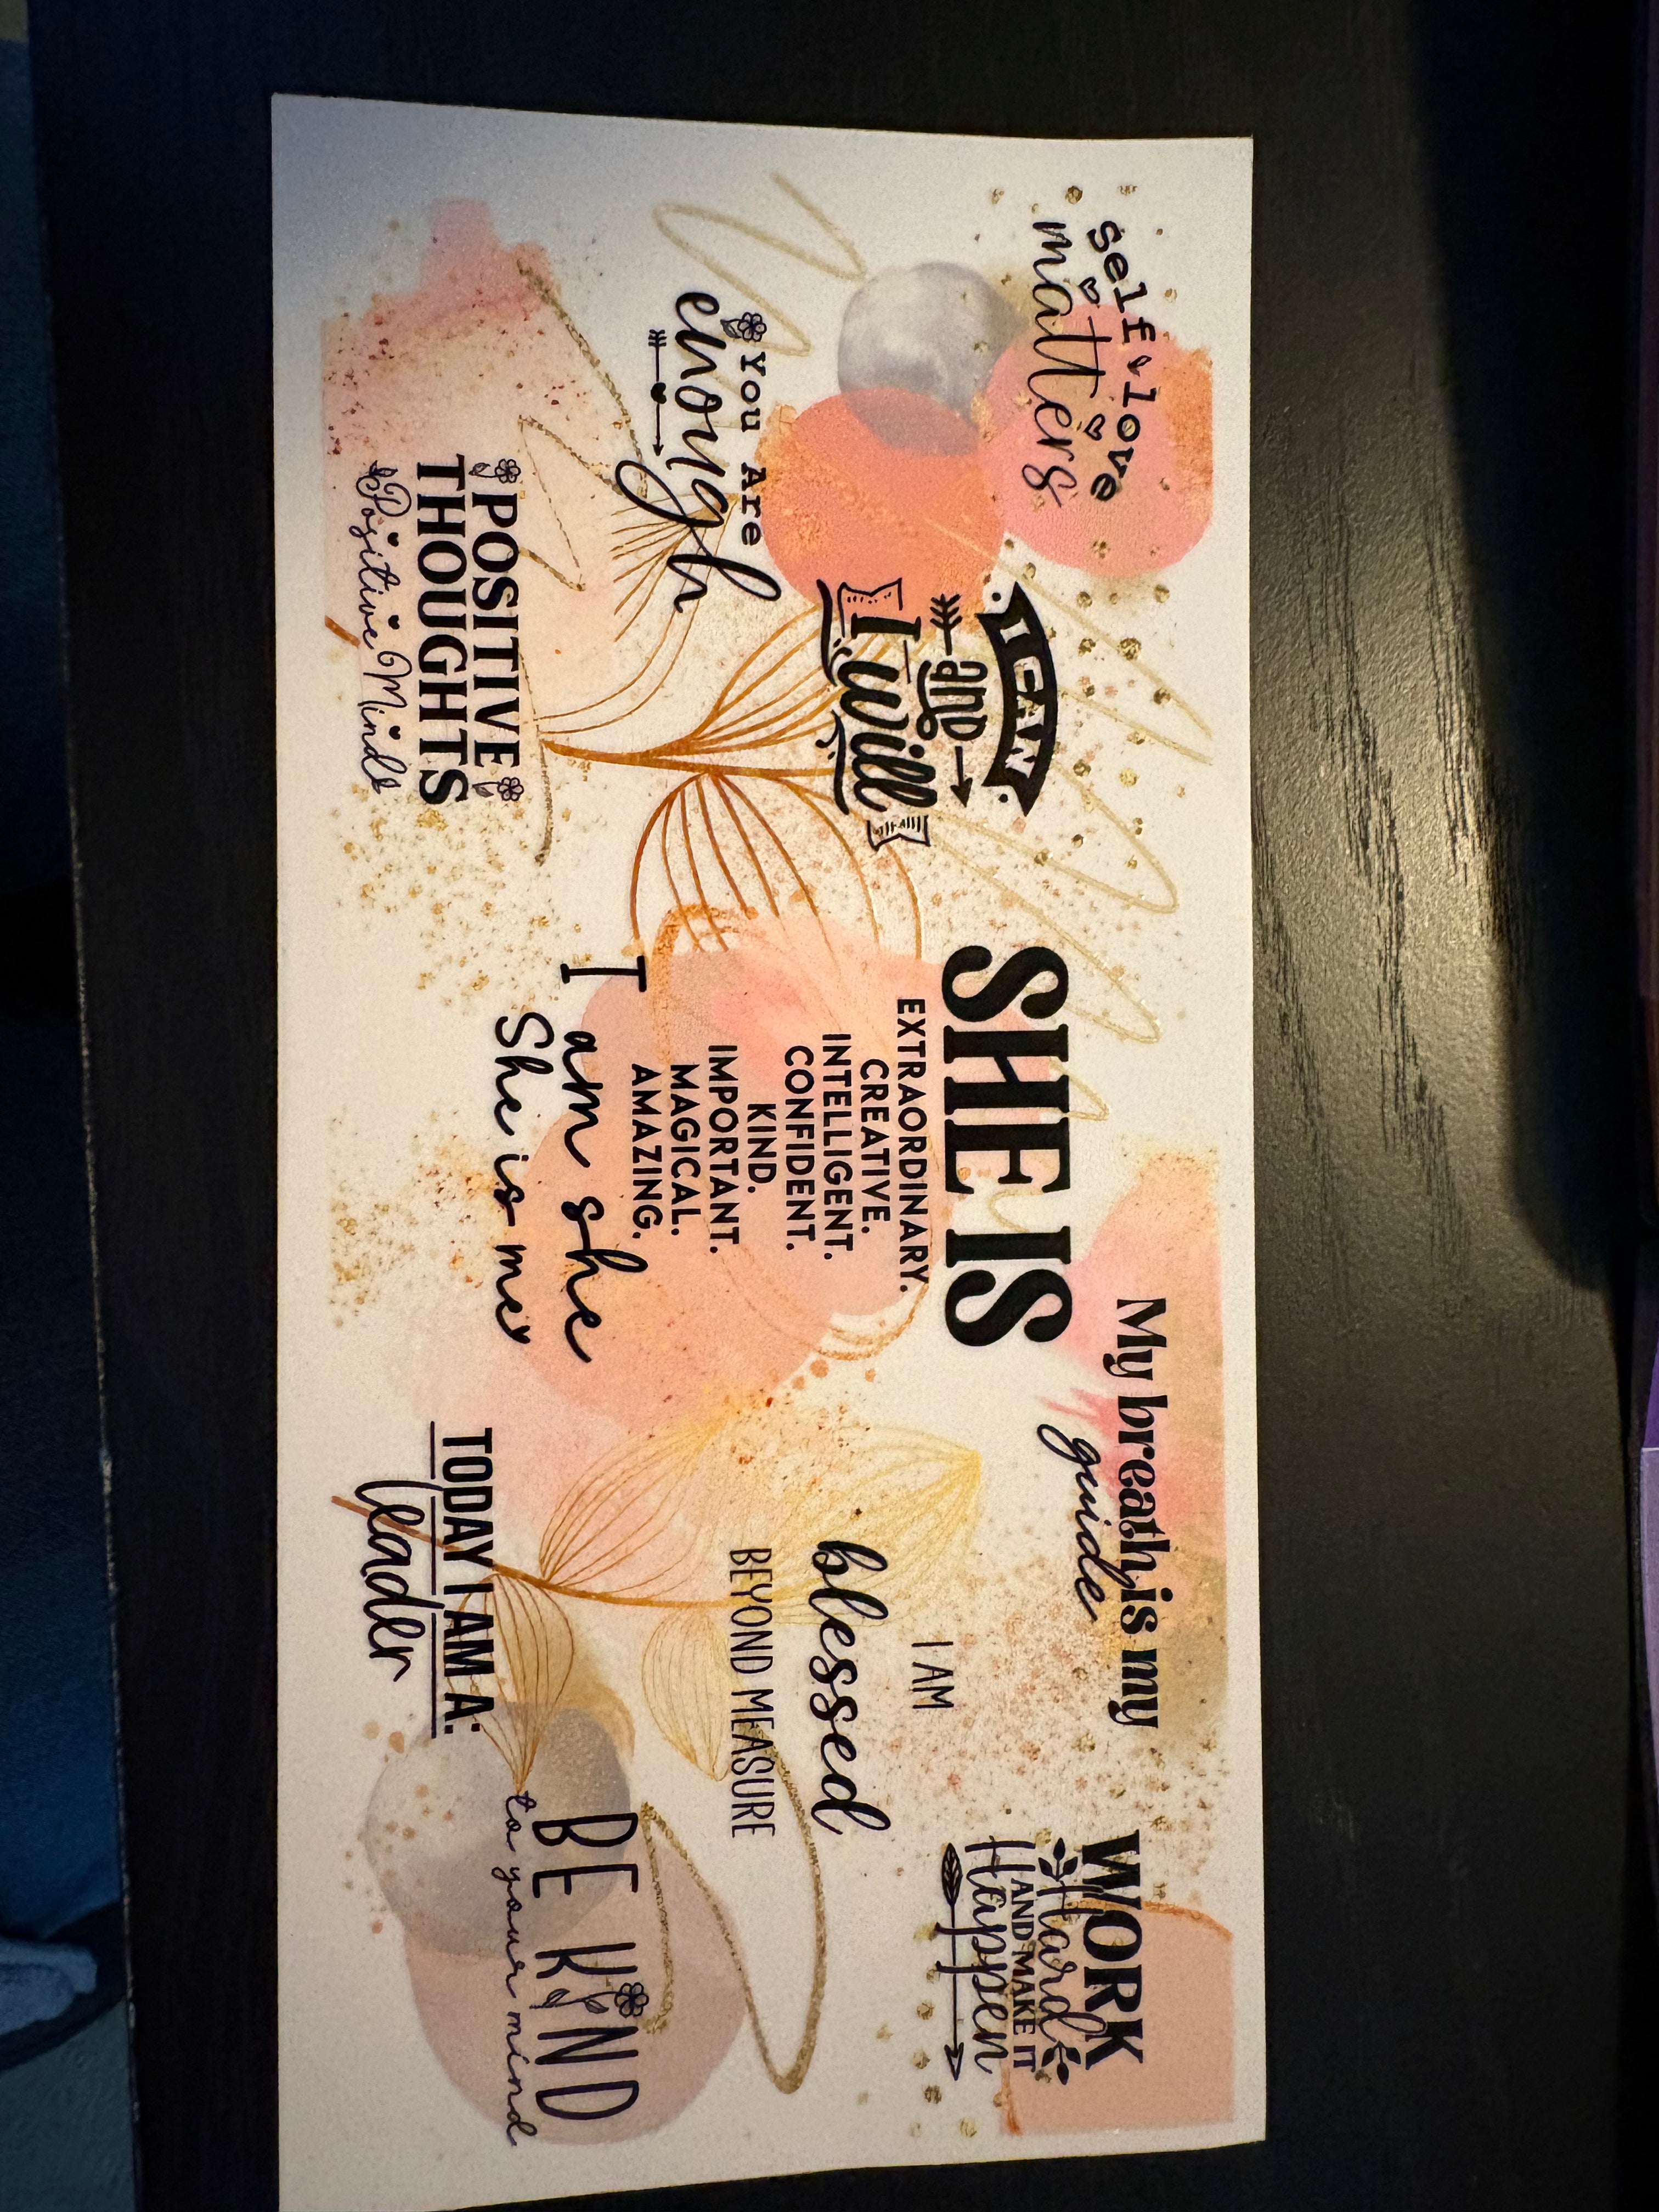 self love
matters
You Are
enough
POSITIVE
THOUGHTS
Positive Minds
I CAN
and
I will
SHE IS
EXTRAORDINARY.
CREATIVE.
INTELLIGENT.
CONFIDENT.
KIND.
IMPORTANT.
MAGICAL.
AMAZING.
I am she
She is me
My breath is my
guide
I AM
blessed
BEYOND MEASURE
TODAY I AM A:
leader
WORK
Hard
AND MAKE IT
Happen
BE KIND
to your mind